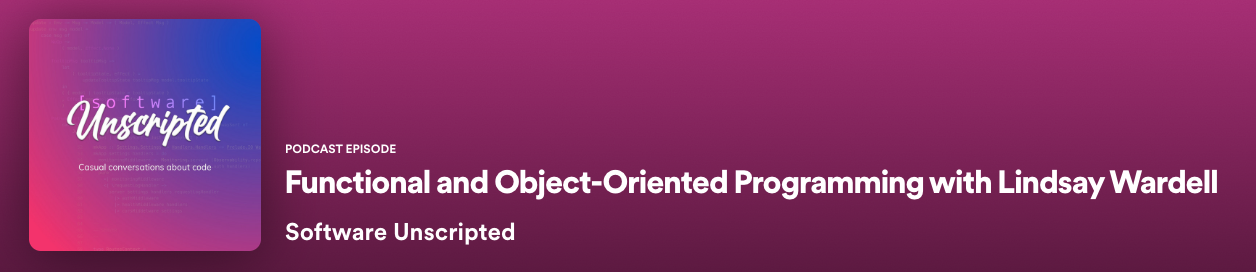 [software]
Unscripted
Casual conversations about code
PODCAST EPISODE
Functional and Object-Oriented Programming with Lindsay Wardell
Software Unscripted